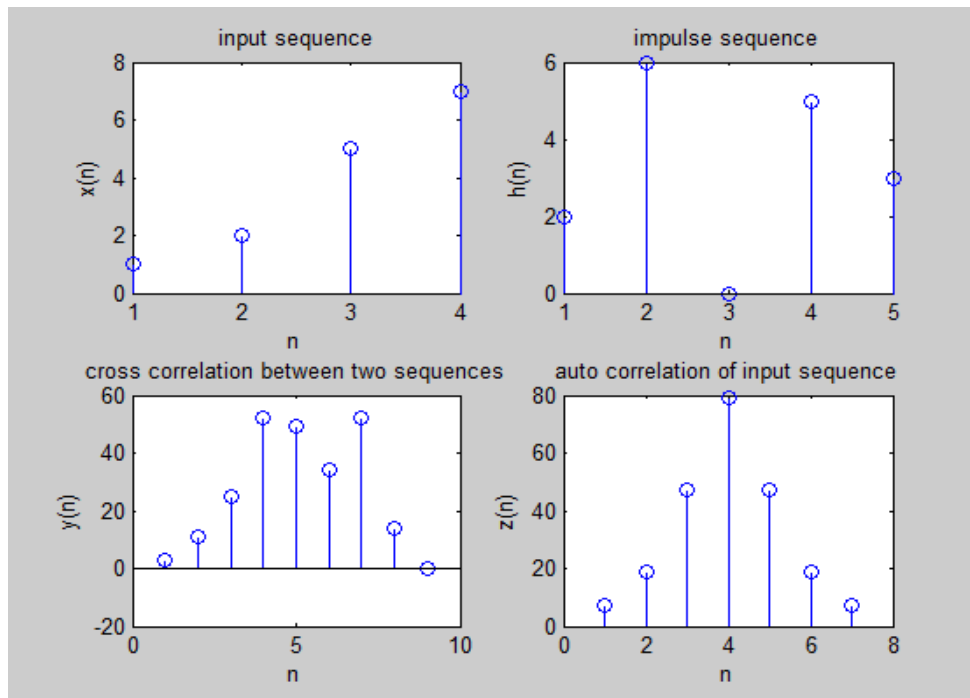 input sequence
8
6
4
2
0
1 2 3 4
x(n)
n
impulse sequence
6
4
2
0
1 2 3 4 5
h(n)
n
cross correlation between two sequences
60
40
20
0
-20
0 5 10
y(n)
n
auto correlation of input sequence
80
60
40
20
0
0 2 4 6 8
z(n)
n